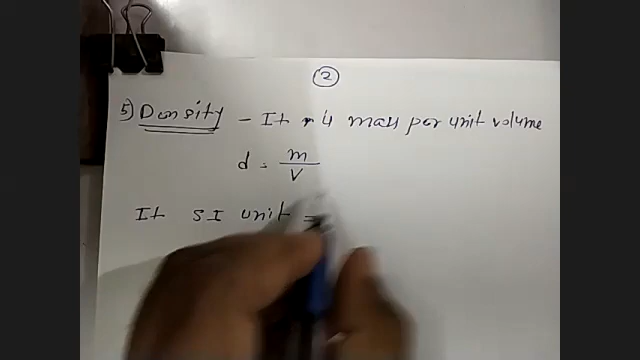 2
5) Density - It is mass per unit volume
d = m/V
It SI unit =